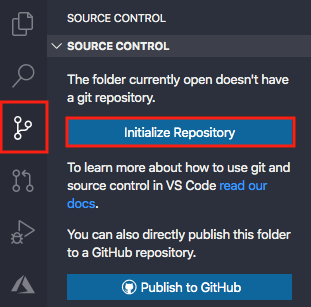 SOURCE CONTROL
SOURCE CONTROL
The folder currently open doesn't have
a git repository.
Initialize Repository
To learn more about how to use git and
source control in VS Code read our
docs.
You can also directly publish this folder
to a GitHub repository.
Publish to GitHub